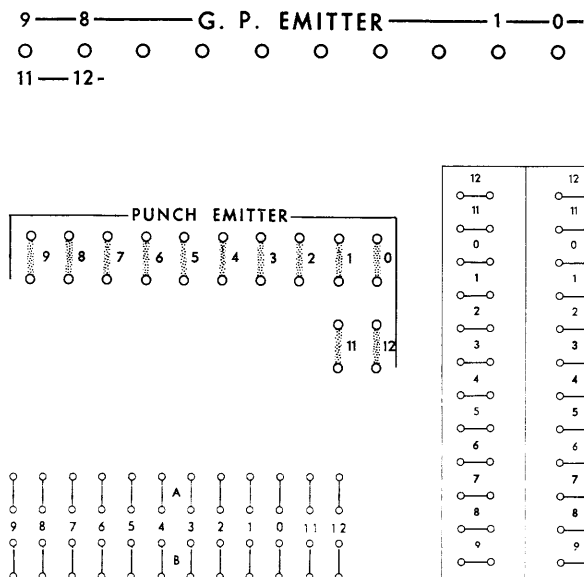 9 — 8 — G. P. EMITTER — 1 — 0 —
11 — 12 -
PUNCH EMITTER
9 8 7 6 5 4 3 2 1 0
11 12
A
9 8 7 6 5 4 3 2 1 0 11 12
B
12 12
11 11
0 0
1 1
2 2
3 3
4 4
5 5
6 6
7 7
8 8
9 9